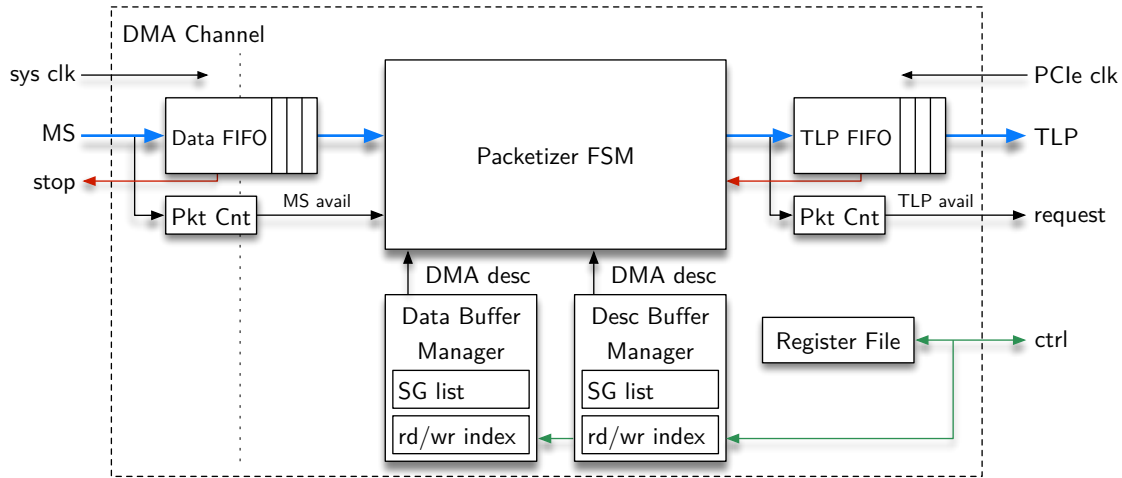 DMA Channel
sys clk
PCIe clk
MS
Data FIFO
Packetizer FSM
TLP FIFO
TLP
stop
Pkt Cnt
MS avail
Pkt Cnt
TLP avail
request
DMA desc
DMA desc
Data Buffer
Manager
SG list
rd/wr index
Desc Buffer
Manager
SG list
rd/wr index
Register File
ctrl